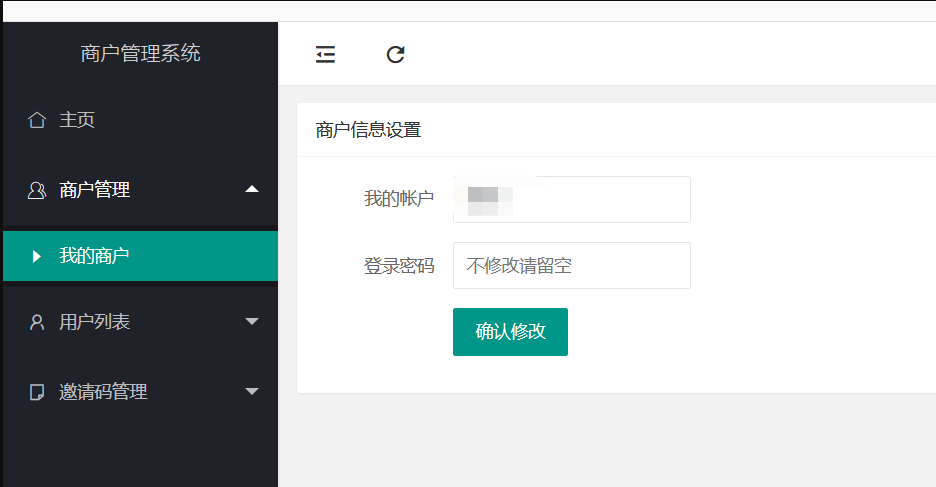 商户管理系统
主页
商户管理
我的商户
用户列表
邀请码管理
商户信息设置
我的帐户
登录密码
不修改请留空
确认修改